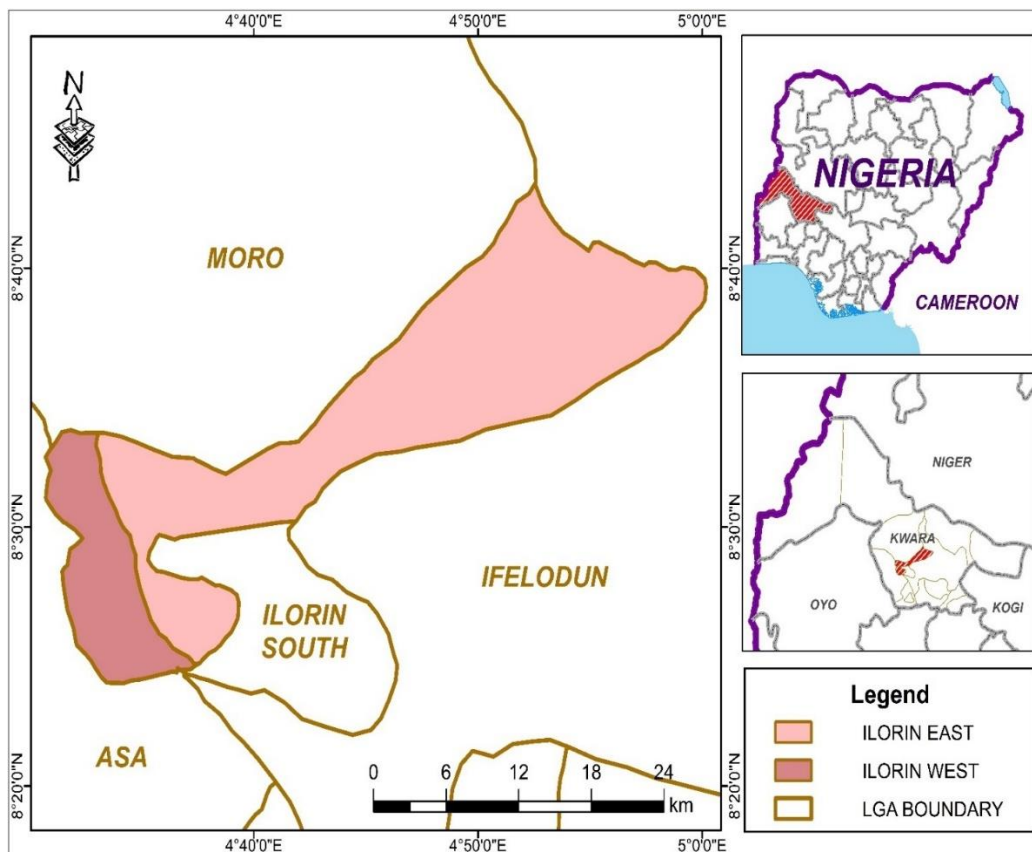 4°40'0"E 4°50'0"E 5°0'0"E
N
8°40'0"N
8°30'0"N
8°20'0"N
MORO
IFELODUN
ILORIN
SOUTH
ASA
0 6 12 18 24
km
8°40'0"N
8°30'0"N
8°20'0"N
4°40'0"E 4°50'0"E 5°0'0"E
NIGERIA
CAMEROON
NIGER
KWARA
OYO
KOGI
Legend
ILORIN EAST
ILORIN WEST
LGA BOUNDARY